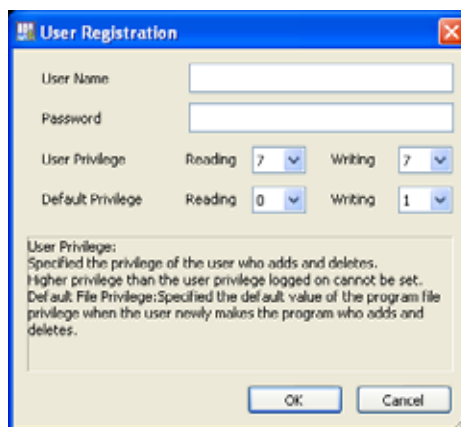 User Registration
User Name
Password
User Privilege Reading 7 Writing 7
Default Privilege Reading 0 Writing 1
User Privilege:
Specified the privilege of the user who adds and deletes.
Higher privilege than the user privilege logged on cannot be set.
Default File Privilege:Specified the default value of the program file
privilege when the user newly makes the program who adds and
deletes.
OK Cancel